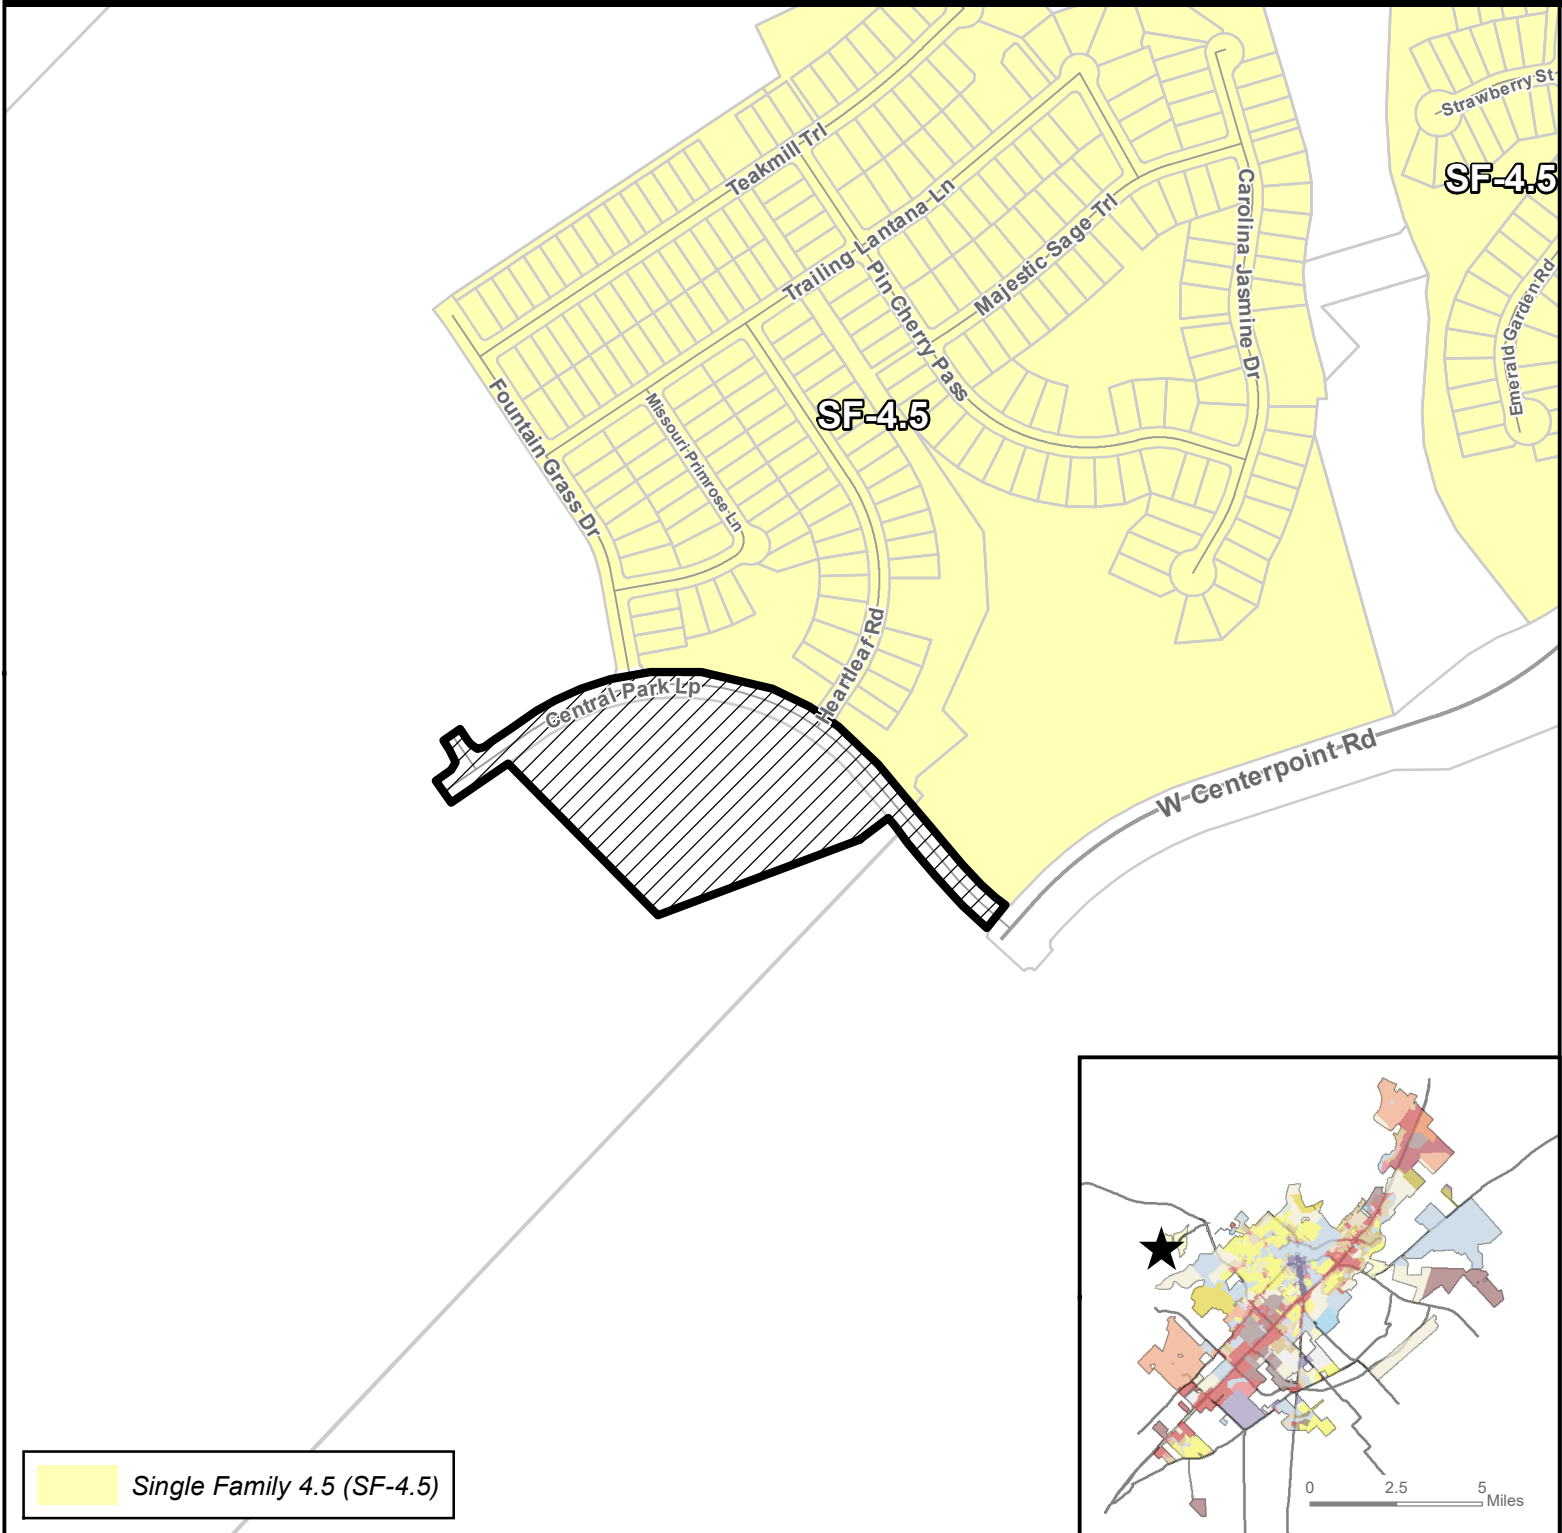 Strawberry St
Teakmill Trl
SF-4.5
Carolina Jasmine Dr
Trailing Lantana Ln
Majestic Sage Trl
Pin Cherry Pass
Emerald Garden Rd
Fountain Grass Dr
Missouri Primrose Ln
SF-4.5
Heartleaf Rd
Central Park Lp
W Centerpoint Rd
Single Family 4.5 (SF-4.5)
0 2.5 5
Miles